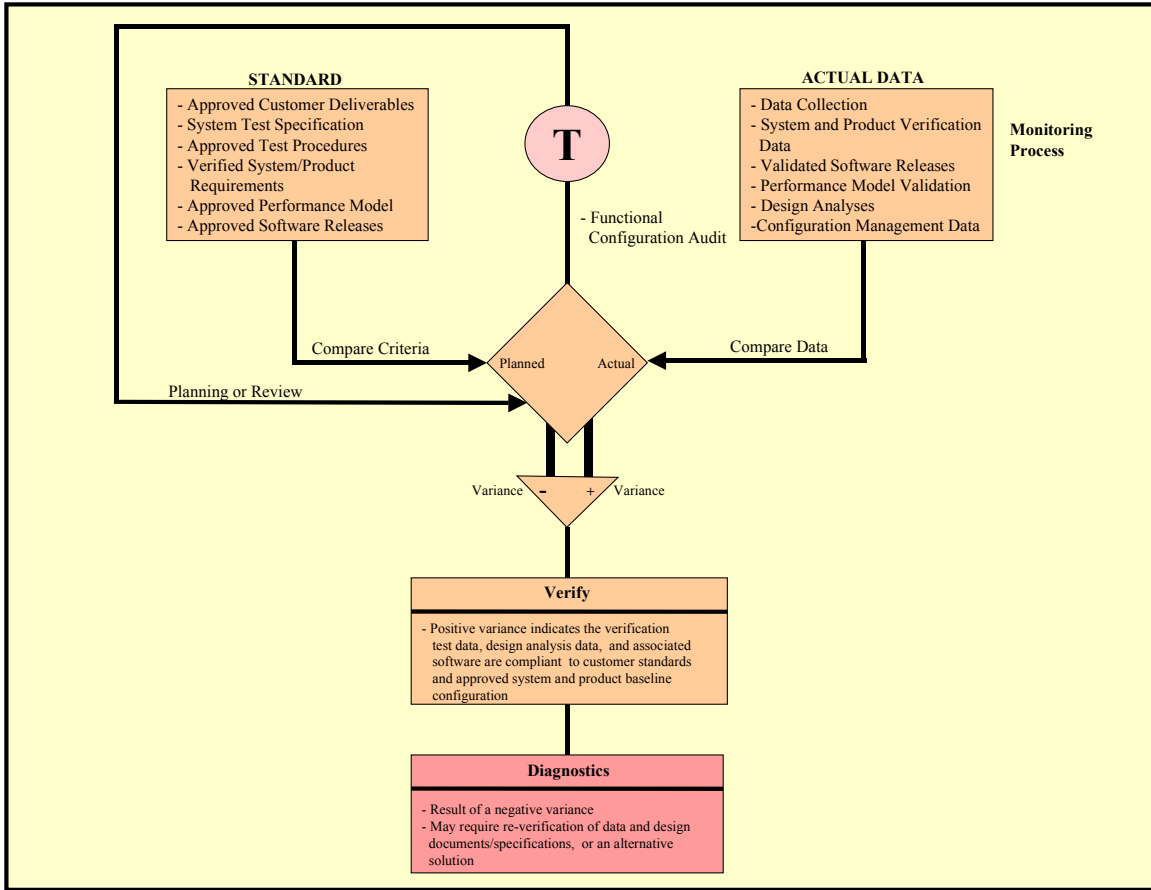 STANDARD
- Approved Customer Deliverables
- System Test Specification
- Approved Test Procedures
- Verified System/Product
Requirements
- Approved Performance Model
- Approved Software Releases
T
ACTUAL DATA
- Data Collection
- System and Product Verification
Data
- Validated Software Releases
- Performance Model Validation
- Design Analyses
-Configuration Management Data
Monitoring
Process
- Functional
Configuration Audit
Compare Criteria
Planned
Actual
Compare Data
Planning or Review
Variance
-
+
Variance
Verify
- Positive variance indicates the verification
test data, design analysis data, and associated
software are compliant to customer standards
and approved system and product baseline
configuration
Diagnostics
- Result of a negative variance
- May require re-verification of data and design
documents/specifications, or an alternative
solution